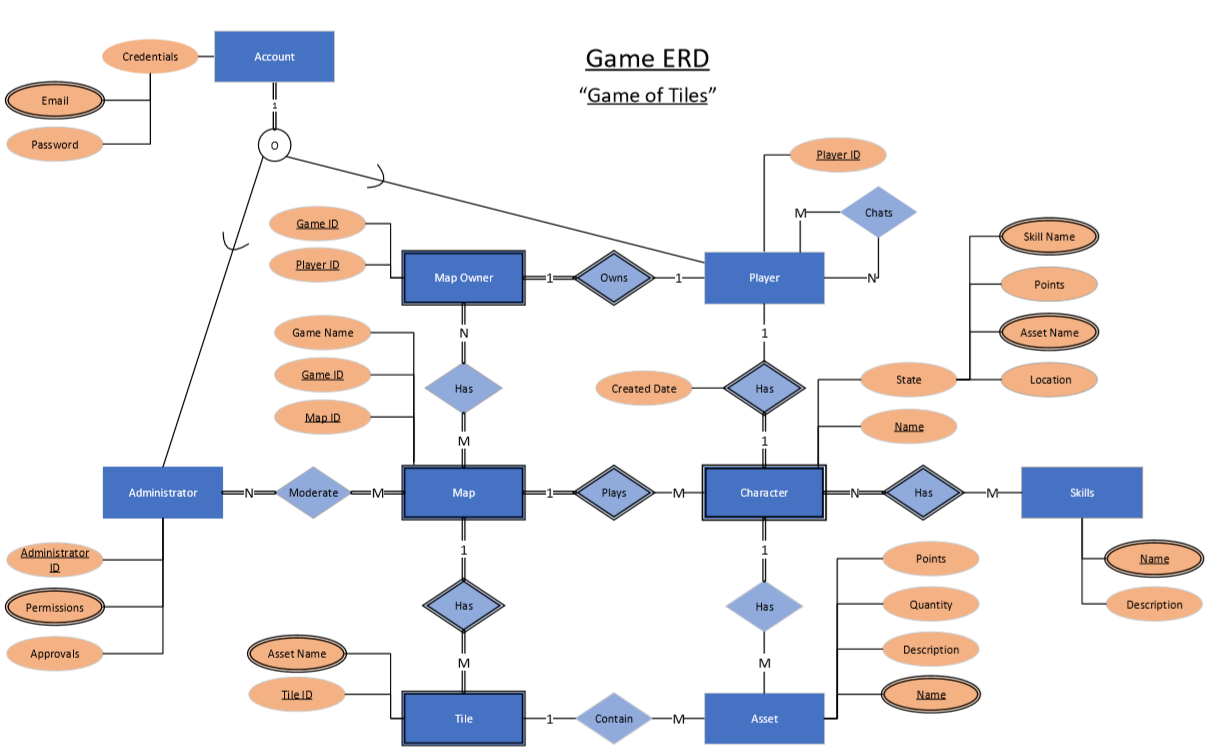 Game ERD
“Game of Tiles”
Credentials
Account
Email
Password
1
O
Player ID
Chats
M
N
Game ID
Player ID
Map Owner
1
Owns
1
Player
Skill Name
Points
Asset Name
Location
State
Name
N
Has
M
Game Name
Game ID
Map ID
1
Created Date
Has
1
Administrator
N
Moderate
M
Map
1
Plays
M
Character
N
Has
M
Skills
Name
Description
Administrator
ID
Permissions
Approvals
1
Has
M
1
Has
M
Points
Quantity
Description
Name
Asset Name
Tile ID
Tile
1
Contain
M
Asset